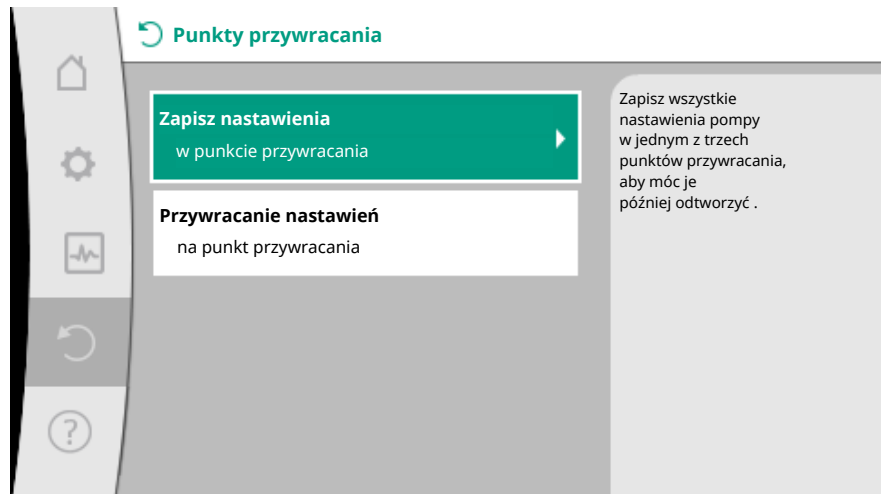 Punkty przywracania
Zapisz nastawienia
w punkcie przywracania
Przywracanie nastawień
na punkt przywracania
Zapisz wszystkie
nastawienia pompy
w jednym z trzech
punktów przywracania,
aby móc je
później odtworzyć .
?